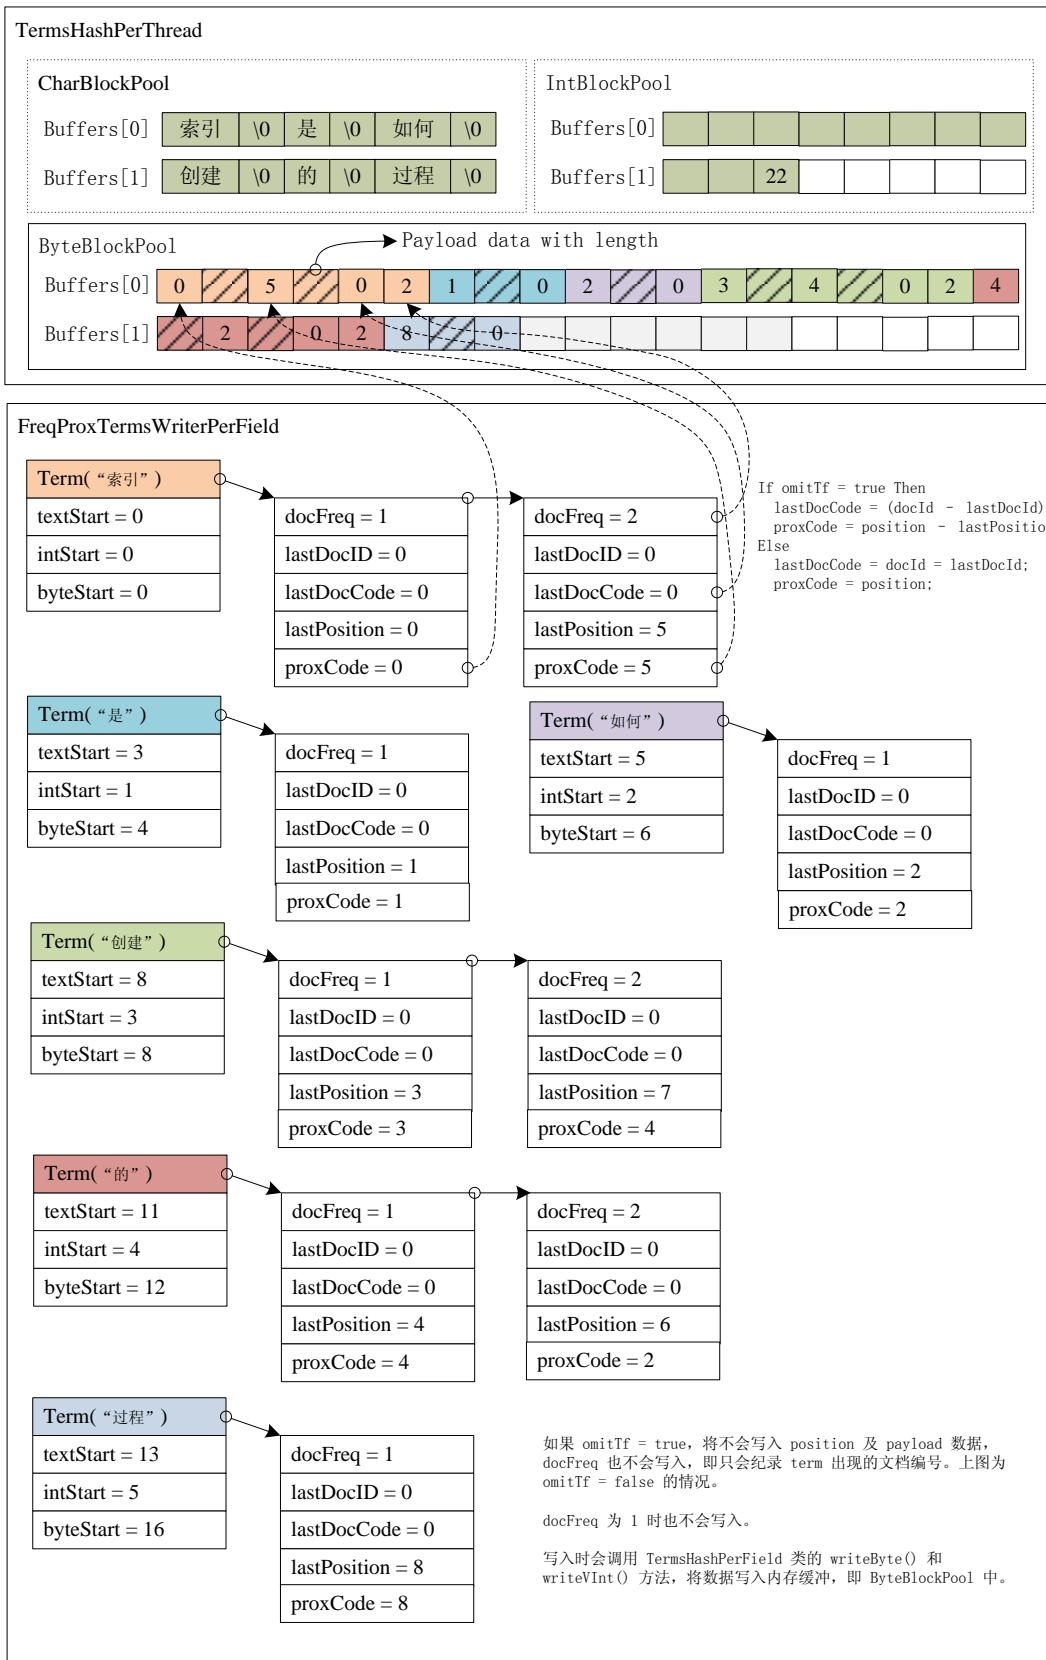 TermsHashPerThread
CharBlockPool
Buffers[0] 索引 \0 是 \0 如何 \0
Buffers[1] 创建 \0 的 \0 过程 \0
IntBlockPool
Buffers[0]
Buffers[1] 22
ByteBlockPool
Payload data with length
Buffers[0] 0 5 0 2 1 0 2 0 3 4 0 2 4
Buffers[1] 2 0 2 8 0
FreqProxTermsWriterPerField
Term(“索引”)
textStart = 0
intStart = 0
byteStart = 0
docFreq = 1
lastDocID = 0
lastDocCode = 0
lastPosition = 0
proxCode = 0
docFreq = 2
lastDocID = 0
lastDocCode = 0
lastPosition = 5
proxCode = 5
If omitTf = true Then
lastDocCode = (docId - lastDocId)
proxCode = position - lastPositio
Else
lastDocCode = docId = lastDocId;
proxCode = position;
Term(“是”)
textStart = 3
intStart = 1
byteStart = 4
docFreq = 1
lastDocID = 0
lastDocCode = 0
lastPosition = 1
proxCode = 1
Term(“如何”)
textStart = 5
intStart = 2
byteStart = 6
docFreq = 1
lastDocID = 0
lastDocCode = 0
lastPosition = 2
proxCode = 2
Term(“创建”)
textStart = 8
intStart = 3
byteStart = 8
docFreq = 1
lastDocID = 0
lastDocCode = 0
lastPosition = 3
proxCode = 3
docFreq = 2
lastDocID = 0
lastDocCode = 0
lastPosition = 7
proxCode = 4
Term(“的”)
textStart = 11
intStart = 4
byteStart = 12
docFreq = 1
lastDocID = 0
lastDocCode = 0
lastPosition = 4
proxCode = 4
docFreq = 2
lastDocID = 0
lastDocCode = 0
lastPosition = 6
proxCode = 2
Term(“过程”)
textStart = 13
intStart = 5
byteStart = 16
docFreq = 1
lastDocID = 0
lastDocCode = 0
lastPosition = 8
proxCode = 8
如果 omitTf = true，将不会写入 position 及 payload 数据，
docFreq 也不会写入，即只会纪录 term 出现的文档编号。上图为
omitTf = false 的情况。
docFreq 为 1 时也不会写入。
写入时会调用 TermsHashPerField 类的 writeByte() 和
writeVInt() 方法，将数据写入内存缓冲，即 ByteBlockPool 中。